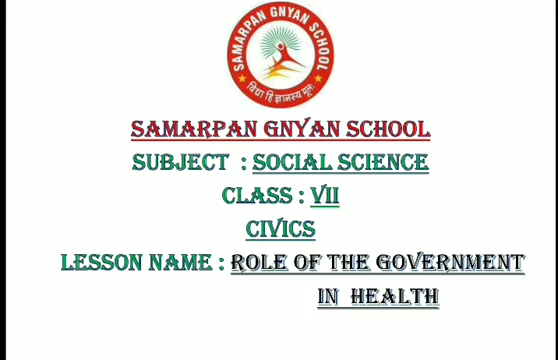 SAMARPAN GNYAN SCHOOL
विद्या हि ज्ञानस्य मूलः
SAMARPAN GNYAN SCHOOL
SUBJECT : SOCIAL SCIENCE
CLASS : VII
CIVICS
LESSON NAME : ROLE OF THE GOVERNMENT
IN HEALTH